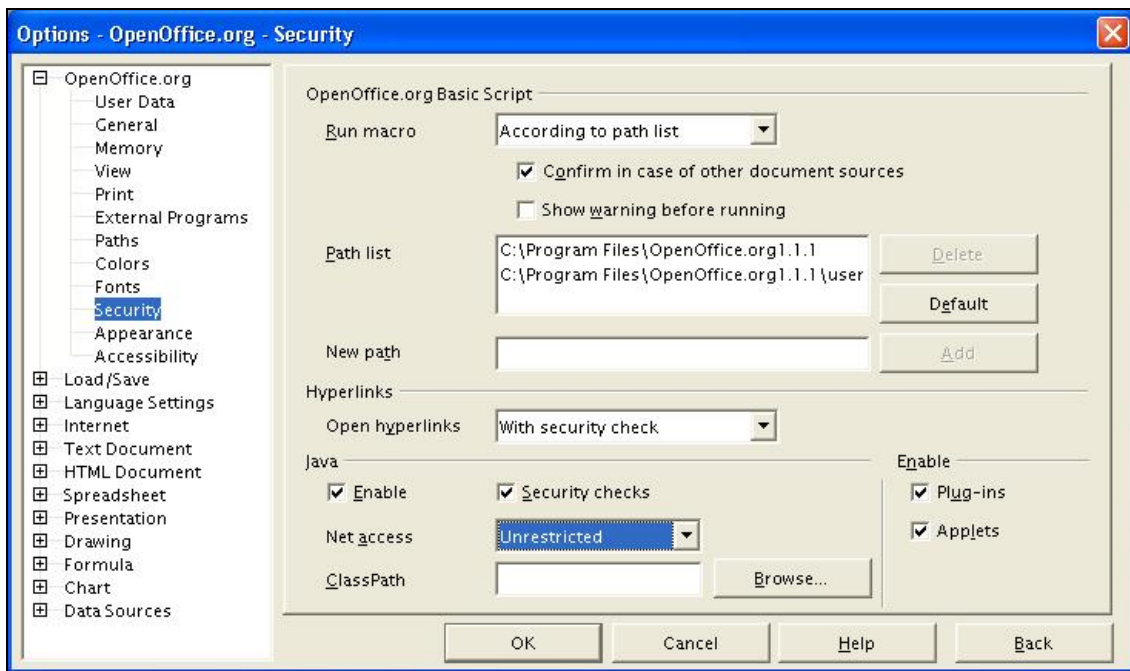 Options - OpenOffice.org - Security
OpenOffice.org
User Data
General
Memory
View
Print
External Programs
Paths
Colors
Fonts
Security
Appearance
Accessibility
Load/Save
Language Settings
Internet
Text Document
HTML Document
Spreadsheet
Presentation
Drawing
Formula
Chart
Data Sources
OpenOffice.org Basic Script
Run macro According to path list
Confirm in case of other document sources
Show warning before running
Path list C:\Program Files\OpenOffice.org1.1.1 Delete
C:\Program Files\OpenOffice.org1.1.1\user
Default
New path Add
Hyperlinks
Open hyperlinks With security check
Java Enable
Enable Security checks Plug-ins
Net access Unrestricted Applets
ClassPath Browse...
OK Cancel Help Back